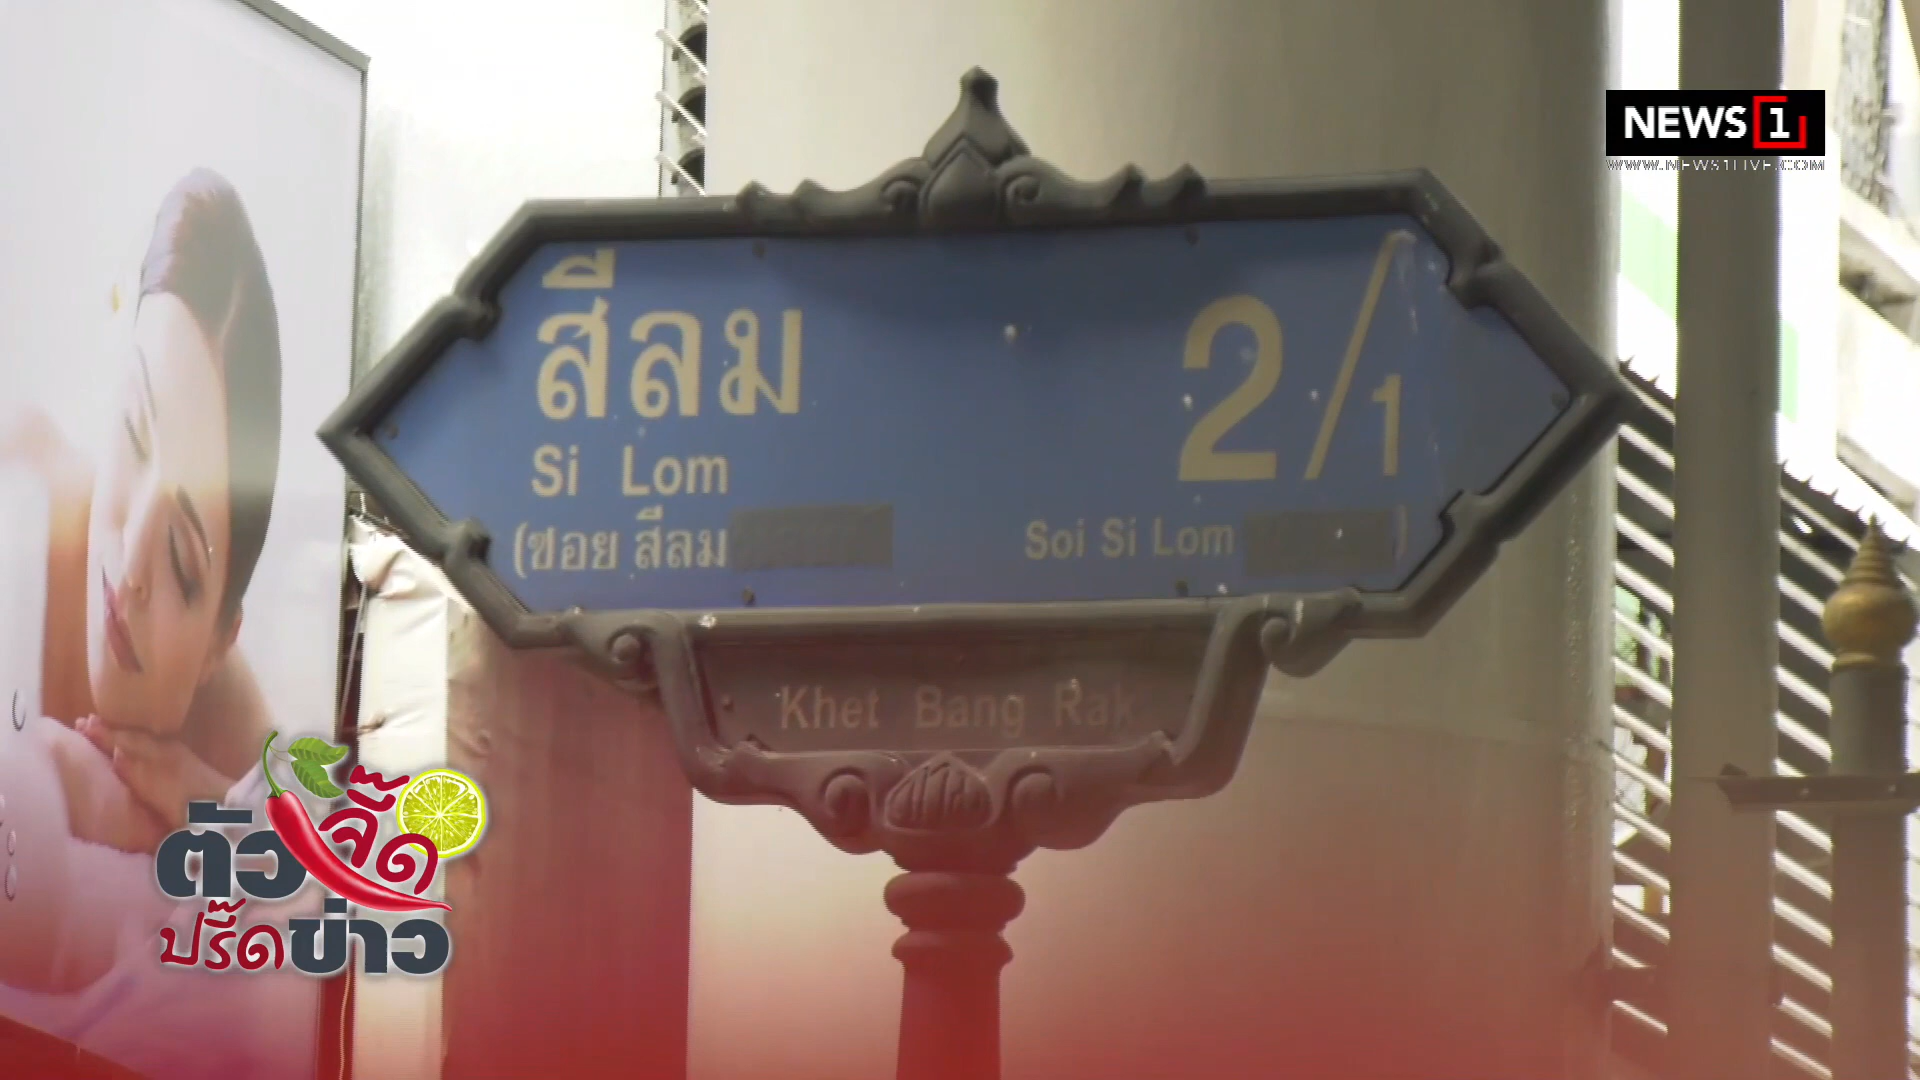 NEWS 1
WWW.NEWS1LIVE.COM
สีลม 2/1
Si Lom
(ซอย สีลม Soi Si Lom )
Khet Bang Rak
ตัวจี๊ด
ปรี๊ดข่าว